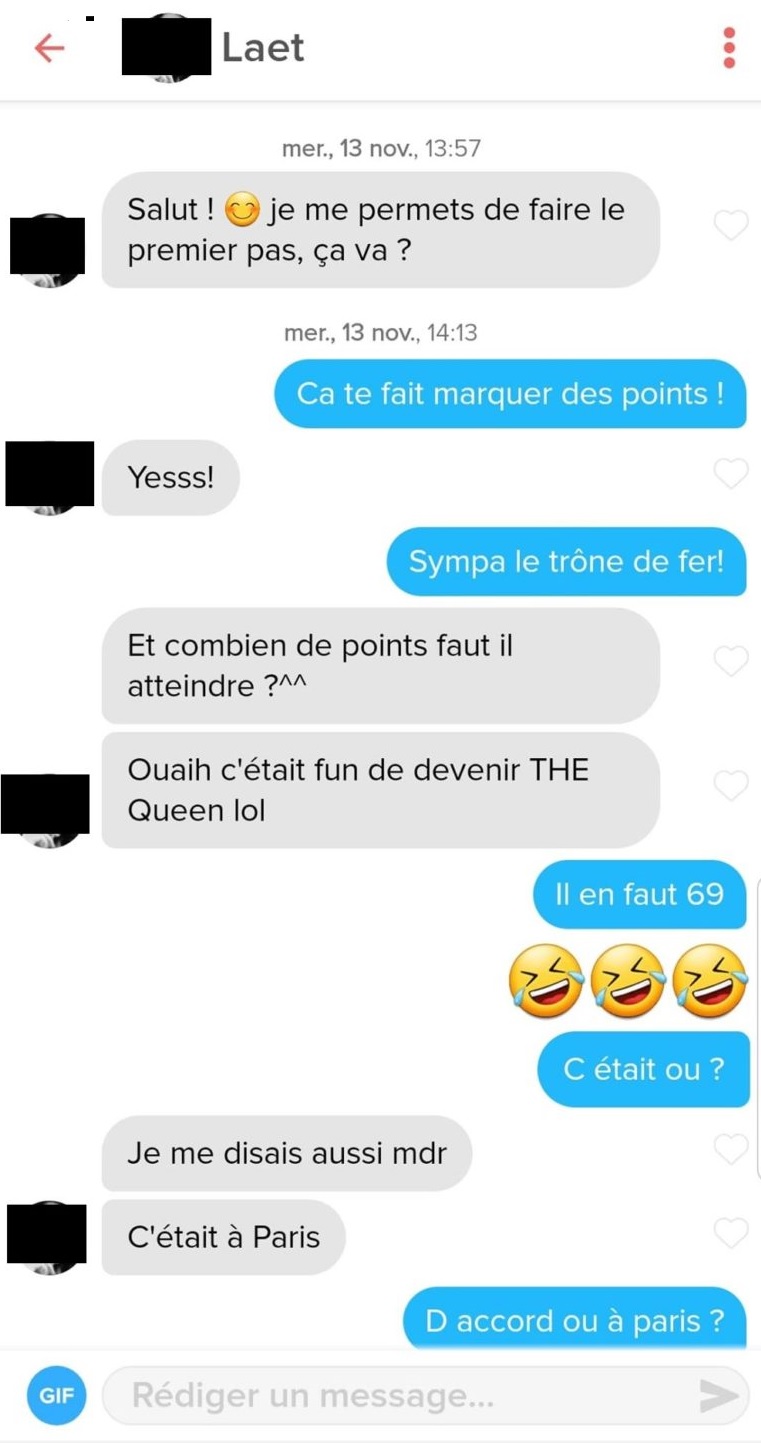 Laet
mer., 13 nov., 13:57
Salut ! 😊 je me permets de faire le
premier pas, ça va ?
mer., 13 nov., 14:13
Ca te fait marquer des points !
Yesss!
Sympa le trône de fer!
Et combien de points faut il
atteindre ?^^
Ouaih c'était fun de devenir THE
Queen lol
Il en faut 69
🤣🤣🤣
C était ou ?
Je me disais aussi mdr
C'était à Paris
D accord ou à paris ?
GIF
Rédiger un message...